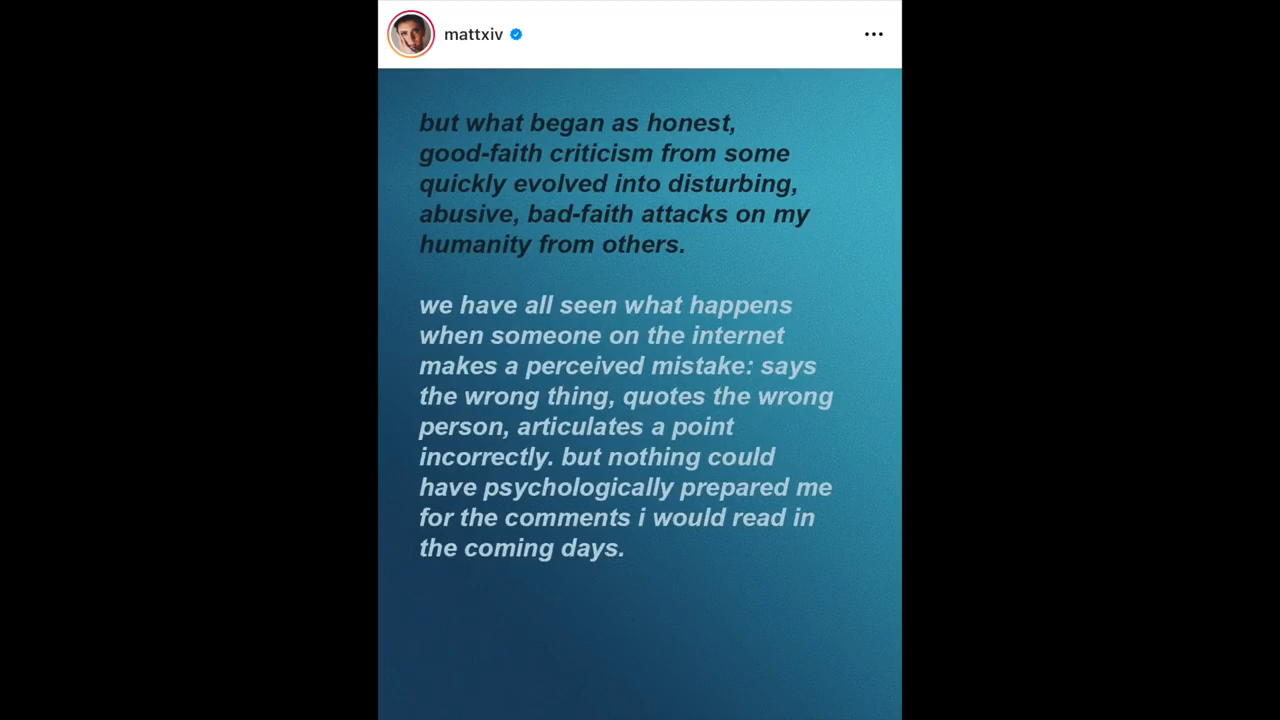 mattxiv
but what began as honest,
good-faith criticism from some
quickly evolved into disturbing,
abusive, bad-faith attacks on my
humanity from others.
we have all seen what happens
when someone on the internet
makes a perceived mistake: says
the wrong thing, quotes the wrong
person, articulates a point
incorrectly. but nothing could
have psychologically prepared me
for the comments i would read in
the coming days.